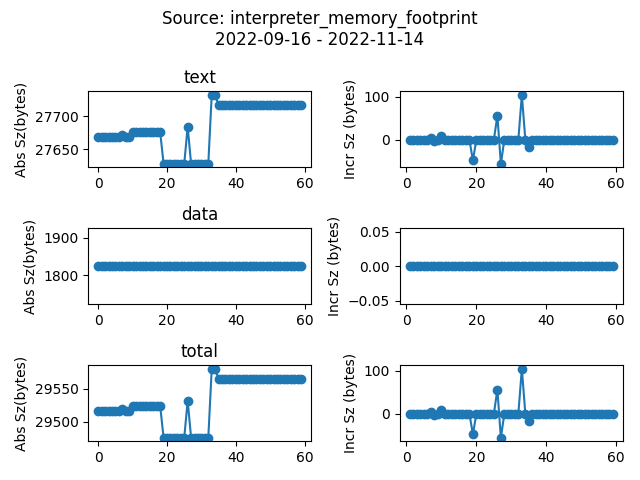 Source: interpreter_memory_footprint
2022-09-16 - 2022-11-14
text
Abs Sz(bytes)
27700
27650
0 20 40 60
Incr Sz (bytes)
100
0
0 20 40 60
data
Abs Sz(bytes)
1900
1800
0 20 40 60
Incr Sz (bytes)
0.05
0.00
−0.05
0 20 40 60
total
Abs Sz(bytes)
29550
29500
0 20 40 60
Incr Sz (bytes)
100
0
0 20 40 60